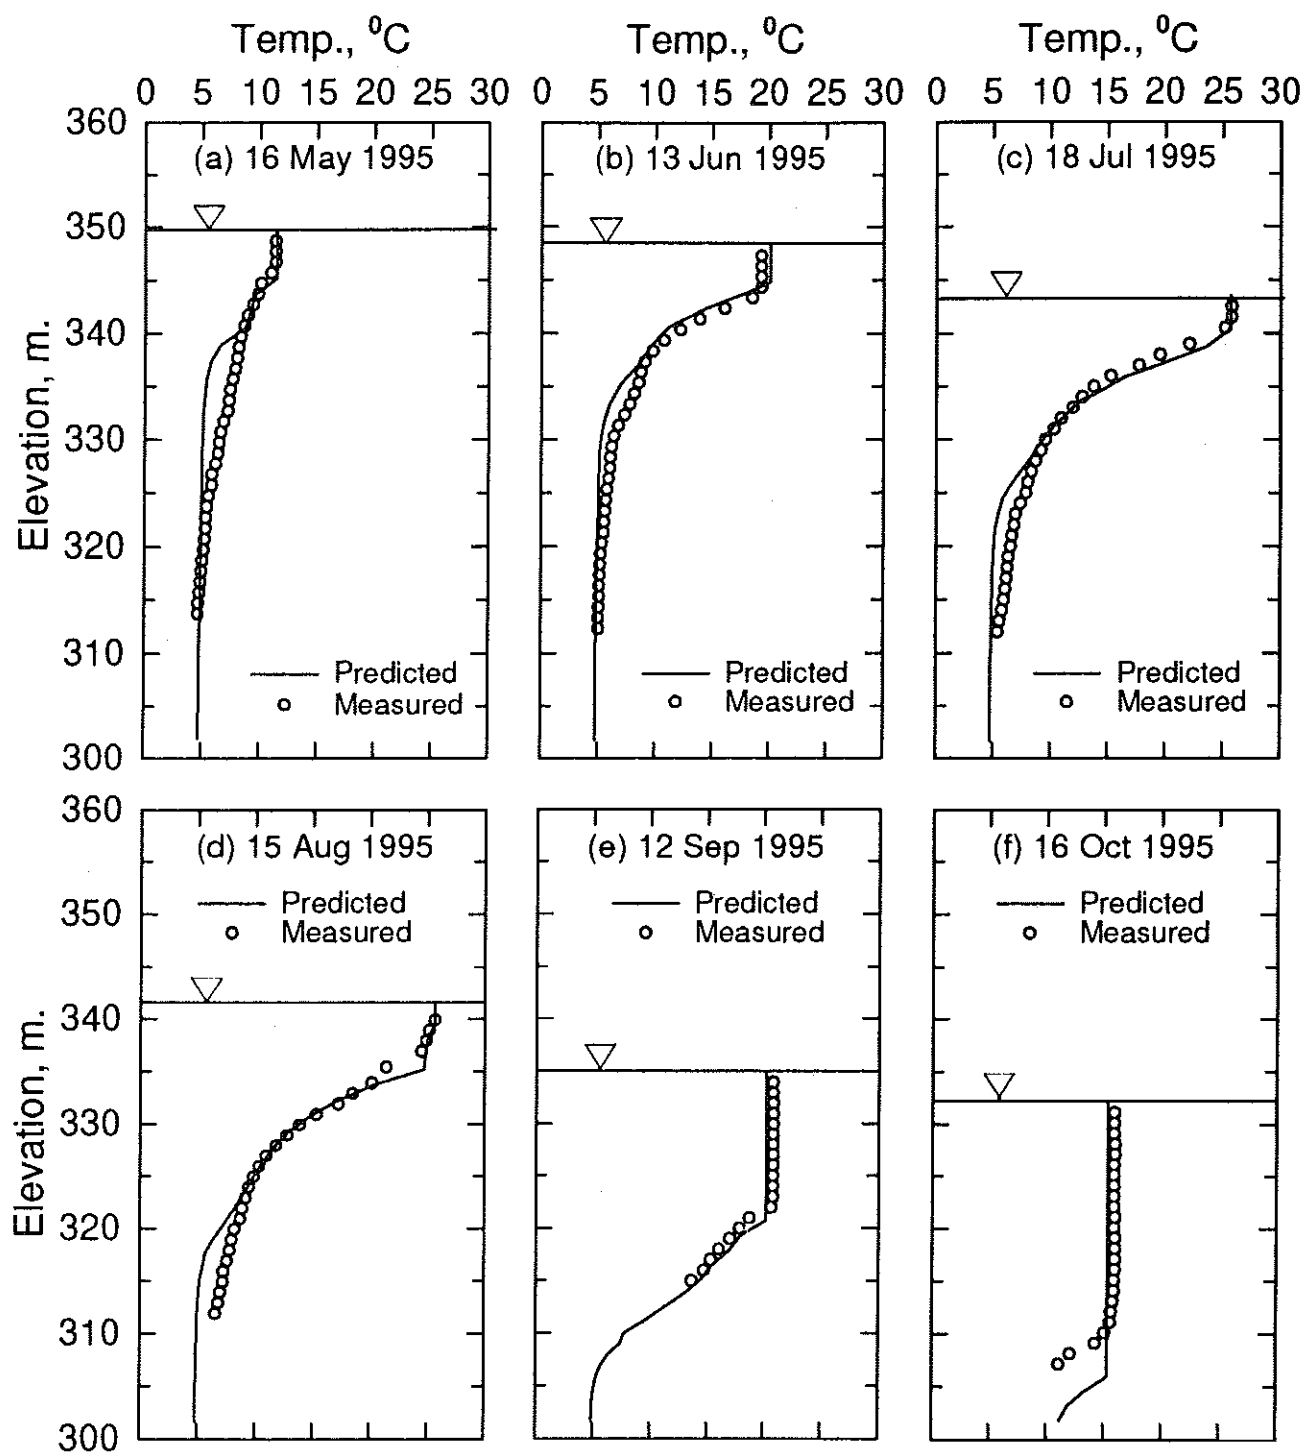 Temp., ⁰C Temp., ⁰C Temp., ⁰C
0 5 10 15 20 25 30 0 5 10 15 20 25 30 0 5 10 15 20 25 30
360
(a) 16 May 1995 (b) 13 Jun 1995 (c) 18 Jul 1995
350
340
Elevation, m.
330
320
310
Predicted Predicted Predicted
Measured Measured Measured
300
360
(d) 15 Aug 1995 (e) 12 Sep 1995 (f) 16 Oct 1995
Predicted Predicted Predicted
350
Measured Measured Measured
340
Elevation, m.
330
320
310
300